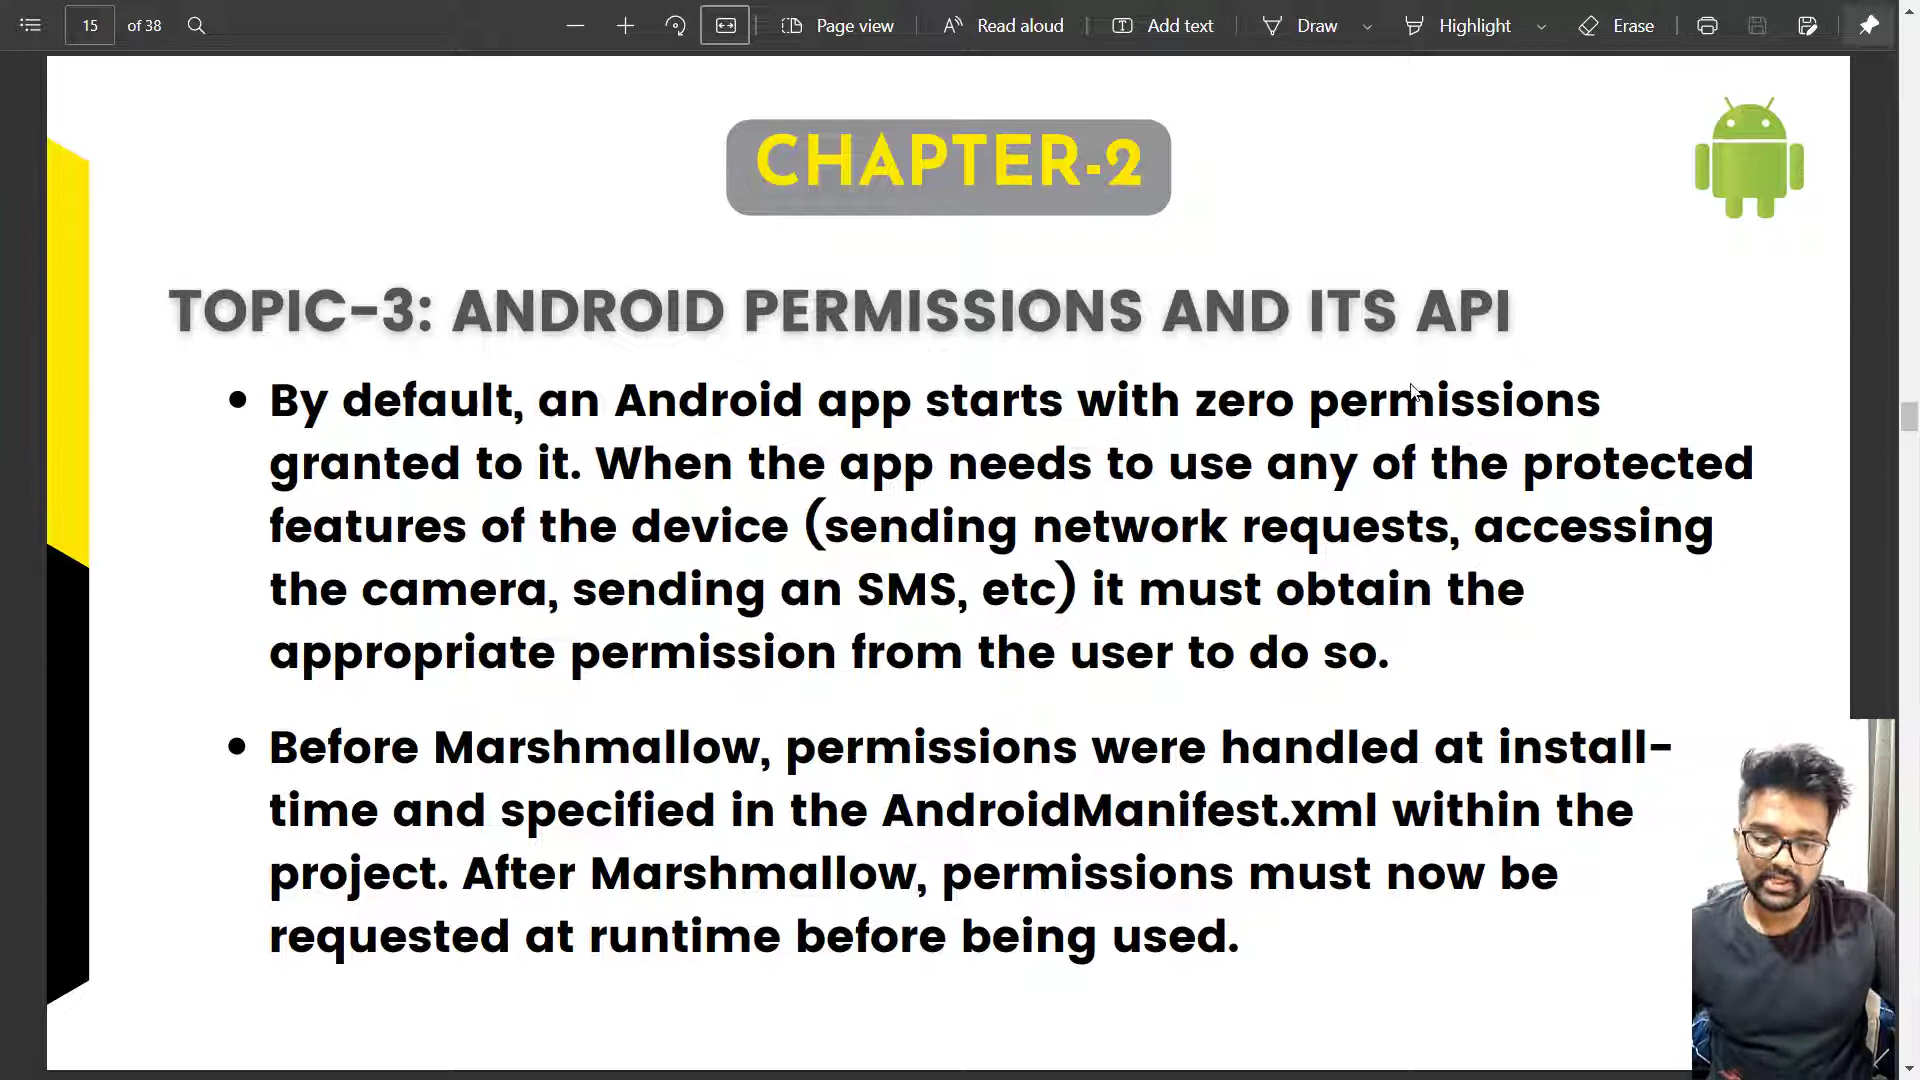 15 of 38 Page view Read aloud Add text Draw Highlight Erase
CHAPTER-2
TOPIC-3: ANDROID PERMISSIONS AND ITS API
• By default, an Android app starts with zero permissions
granted to it. When the app needs to use any of the protected
features of the device (sending network requests, accessing
the camera, sending an SMS, etc) it must obtain the
appropriate permission from the user to do so.
• Before Marshmallow, permissions were handled at install-
time and specified in the AndroidManifest.xml within the
project. After Marshmallow, permissions must now be
requested at runtime before being used.